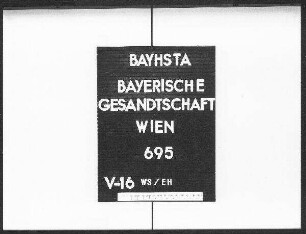 BAYHSTA
BAYERISCHE
GESANDTSCHAFT
WIEN
695
V-16 WS/EH